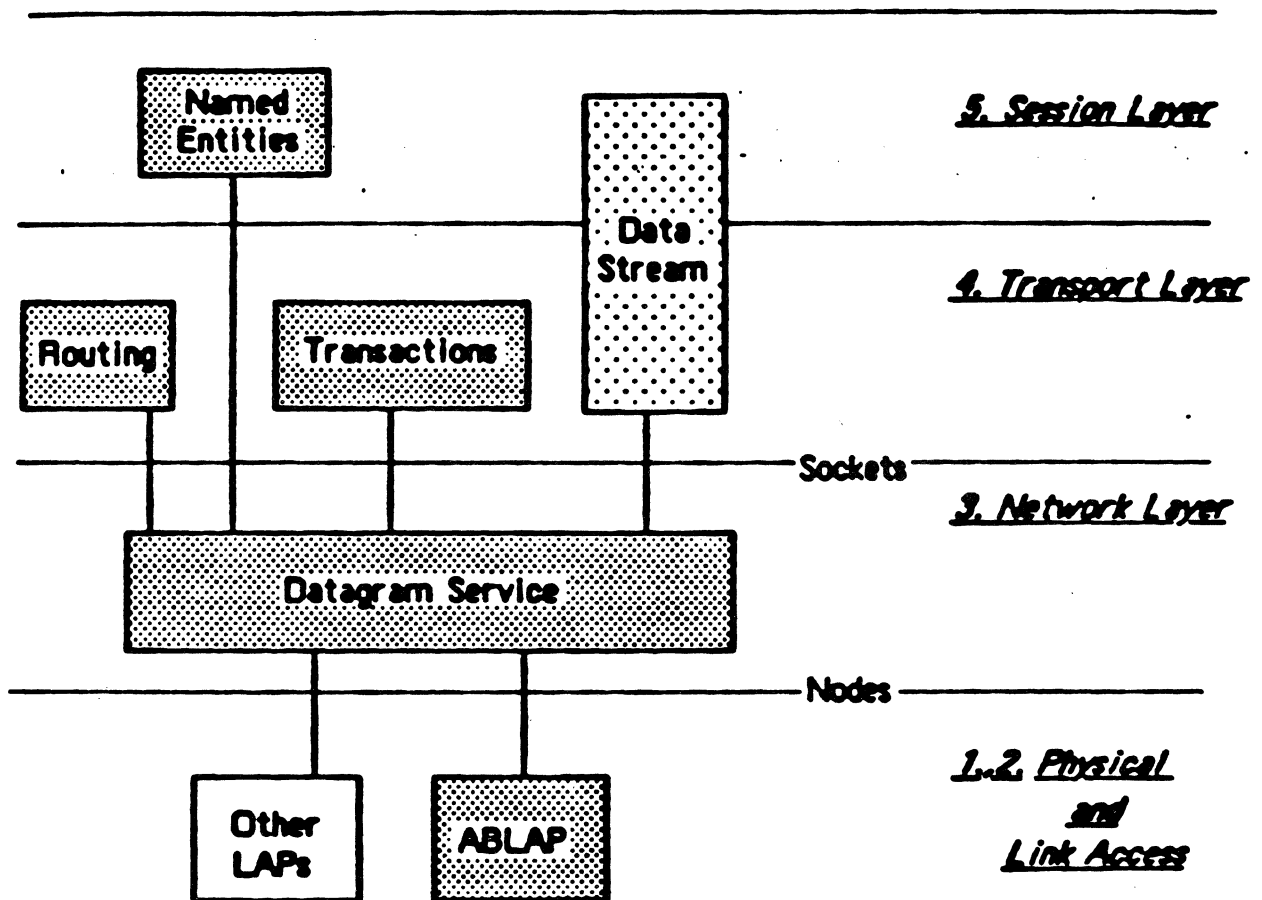 Named
Entities
5. Session Layer
Data
Stream
4. Transport Layer
Routing
Transactions
Sockets
3. Network Layer
Datagram Service
Nodes
1..2. Physical
and
Link Access
Other
LAPs
ABLAP